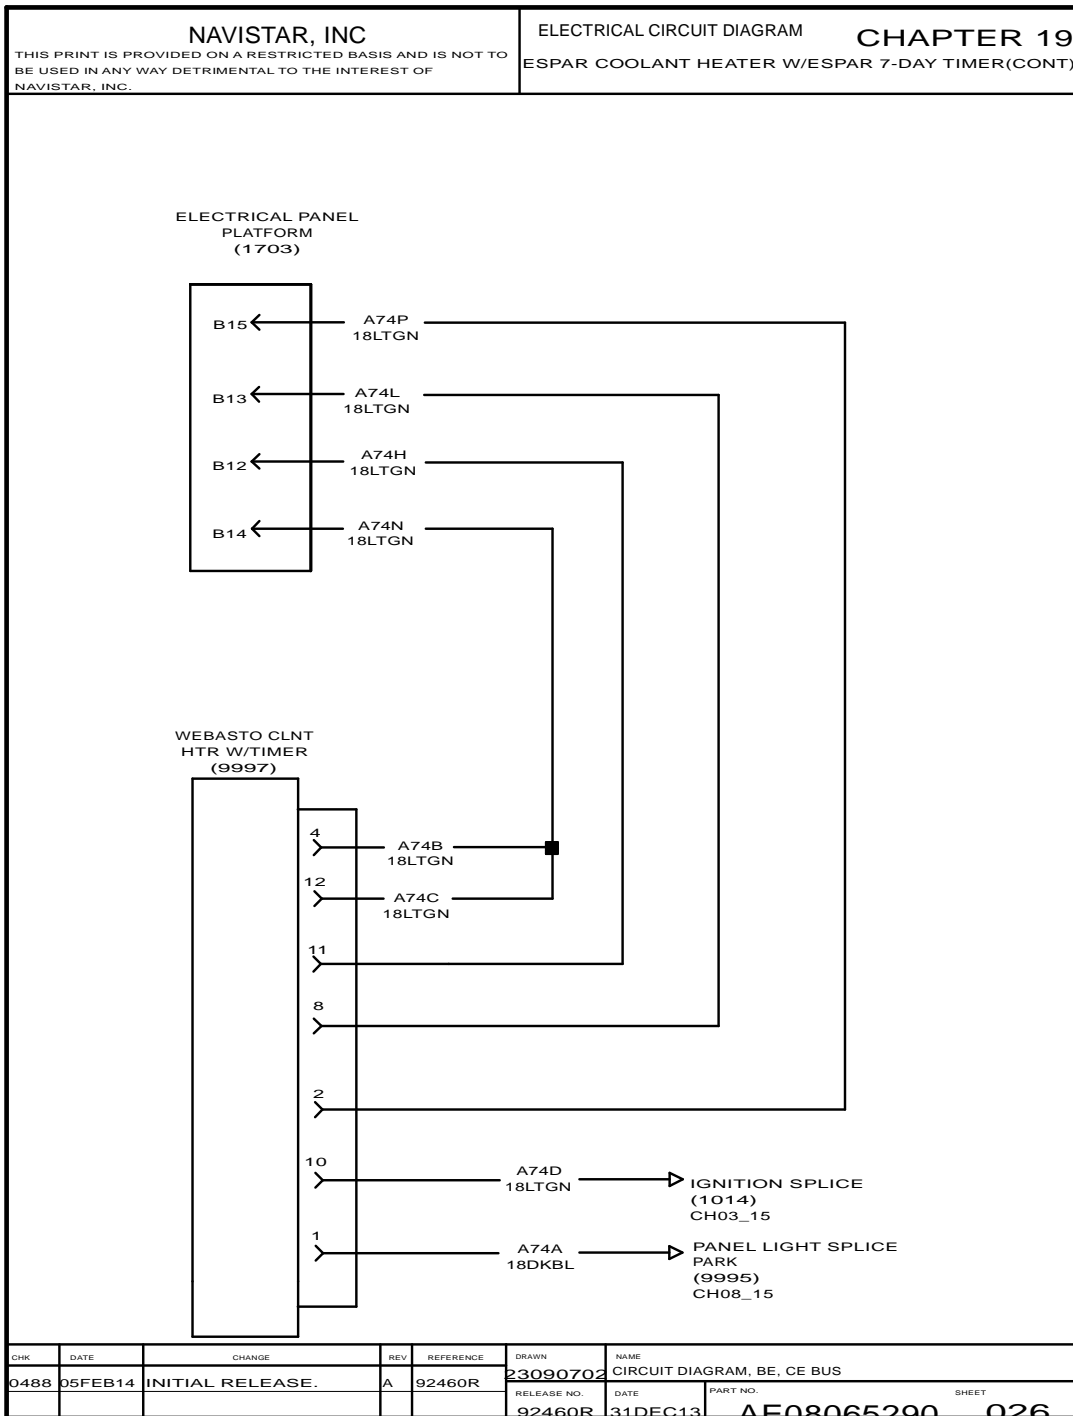 NAVISTAR, INC
THIS PRINT IS PROVIDED ON A RESTRICTED BASIS AND IS NOT TO
BE USED IN ANY WAY DETRIMENTAL TO THE INTEREST OF
NAVISTAR, INC.
ELECTRICAL CIRCUIT DIAGRAM
CHAPTER 19
ESPAR COOLANT HEATER W/ESPAR 7-DAY TIMER(CONT)
ELECTRICAL PANEL
PLATFORM
(1703)
B15
A74P
18LTGN
B13
A74L
18LTGN
B12
A74H
18LTGN
B14
A74N
18LTGN
WEBASTO CLNT
HTR W/TIMER
(9997)
4
A74B
18LTGN
12
A74C
18LTGN
11
8
2
10
A74D
18LTGN
IGNITION SPLICE
(1014)
CH03_15
1
A74A
18DKBL
PANEL LIGHT SPLICE
PARK
(9995)
CH08_15
CHK DATE CHANGE REV REFERENCE
0488 05FEB14 INITIAL RELEASE. A 92460R
DRAWN
23090702
NAME
CIRCUIT DIAGRAM, BE, CE BUS
RELEASE NO.
92460R
DATE
31DEC13
PART NO.
AE08065290
SHEET
026